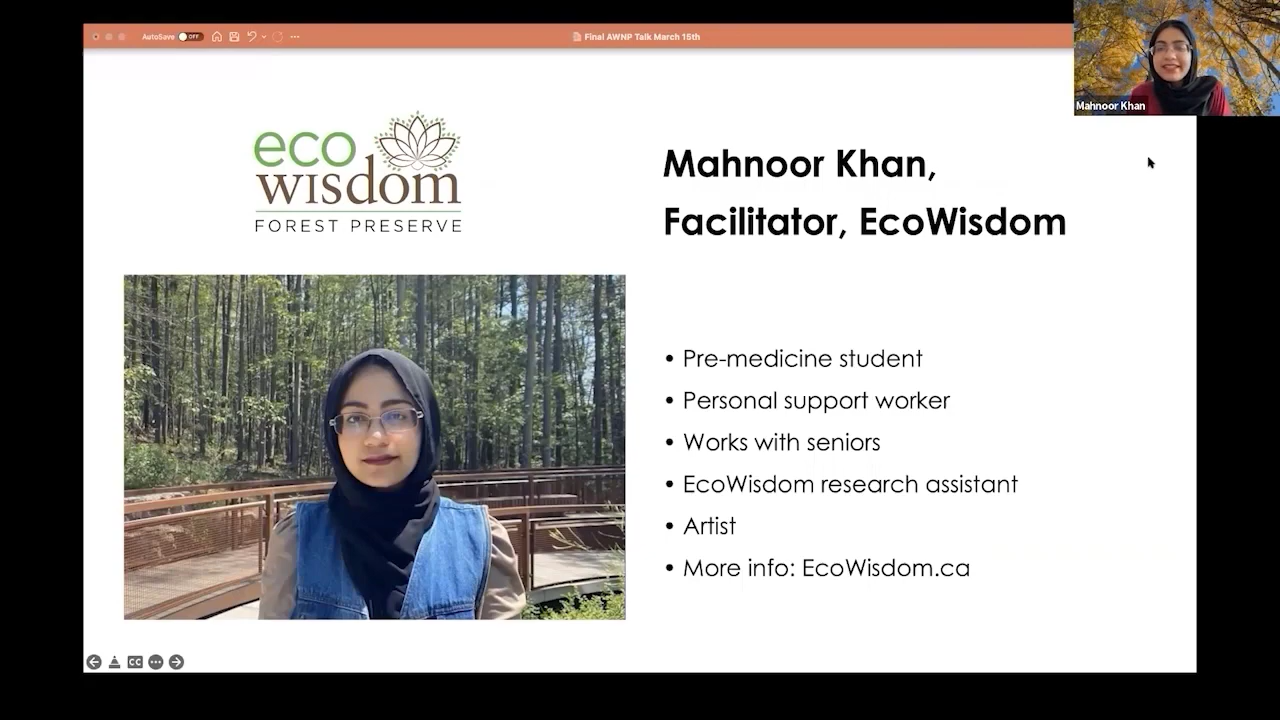 AutoSave OFF
Final AWNP Talk March 15th
Mahnoor Khan
eco
wisdom
FOREST PRESERVE
Mahnoor Khan,
Facilitator, EcoWisdom
• Pre-medicine student
• Personal support worker
• Works with seniors
• EcoWisdom research assistant
• Artist
• More info: EcoWisdom.ca
CC